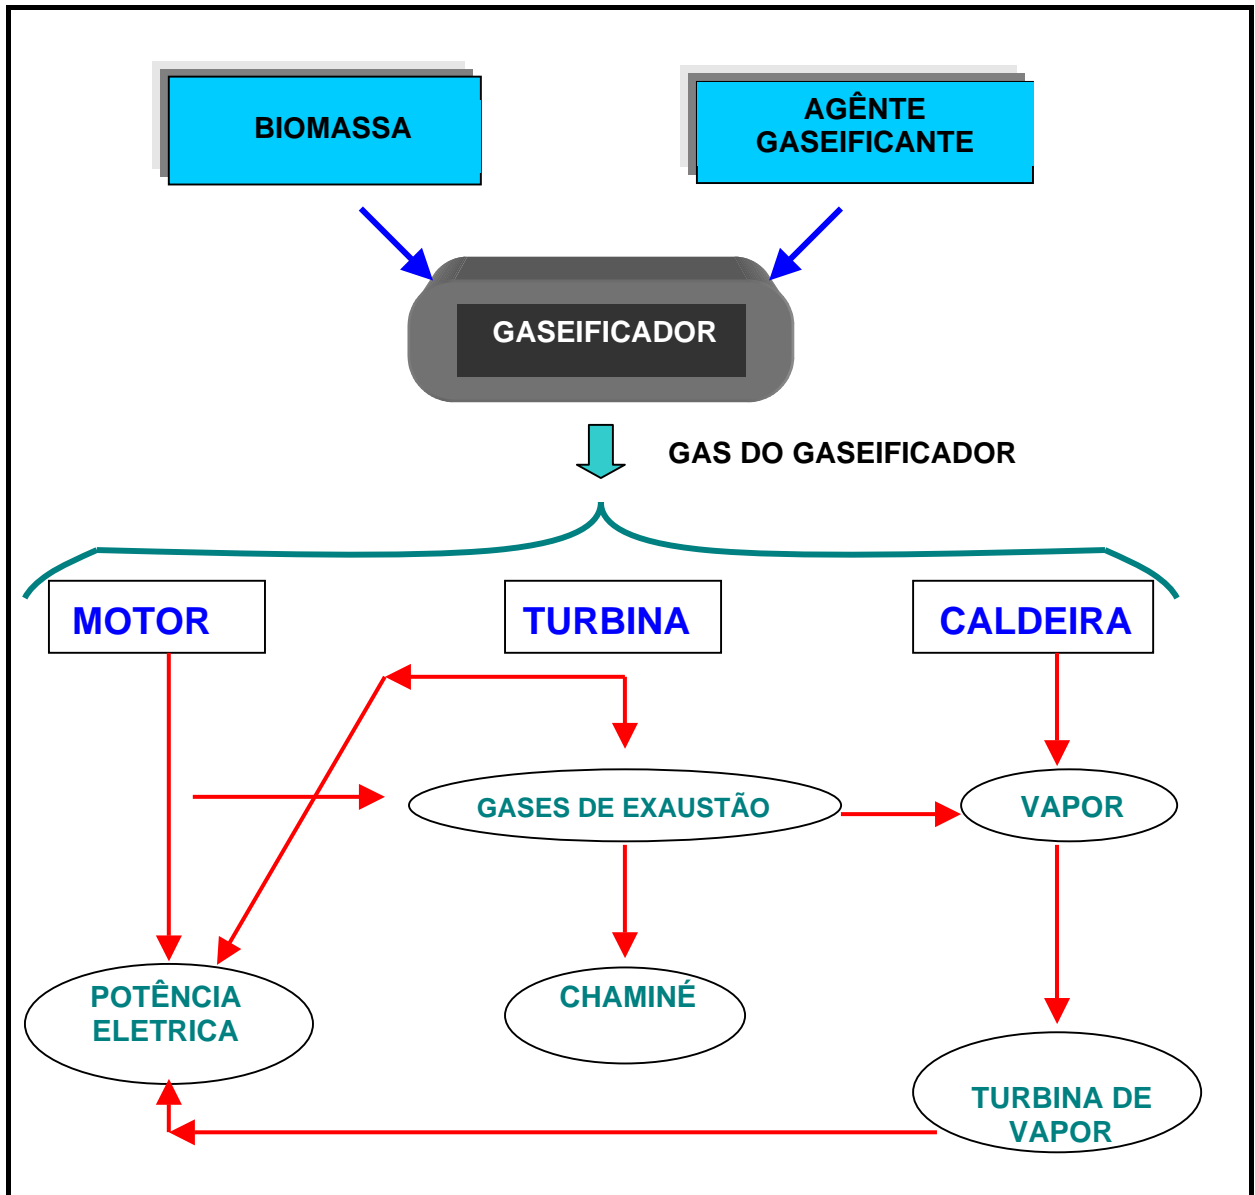 BIOMASSA
AGÊNTE
GASEIFICANTE
GASEIFICADOR
GAS DO GASEIFICADOR
MOTOR
TURBINA
CALDEIRA
GASES DE EXAUSTÃO
VAPOR
POTÊNCIA
ELETRICA
CHAMINÉ
TURBINA DE
VAPOR